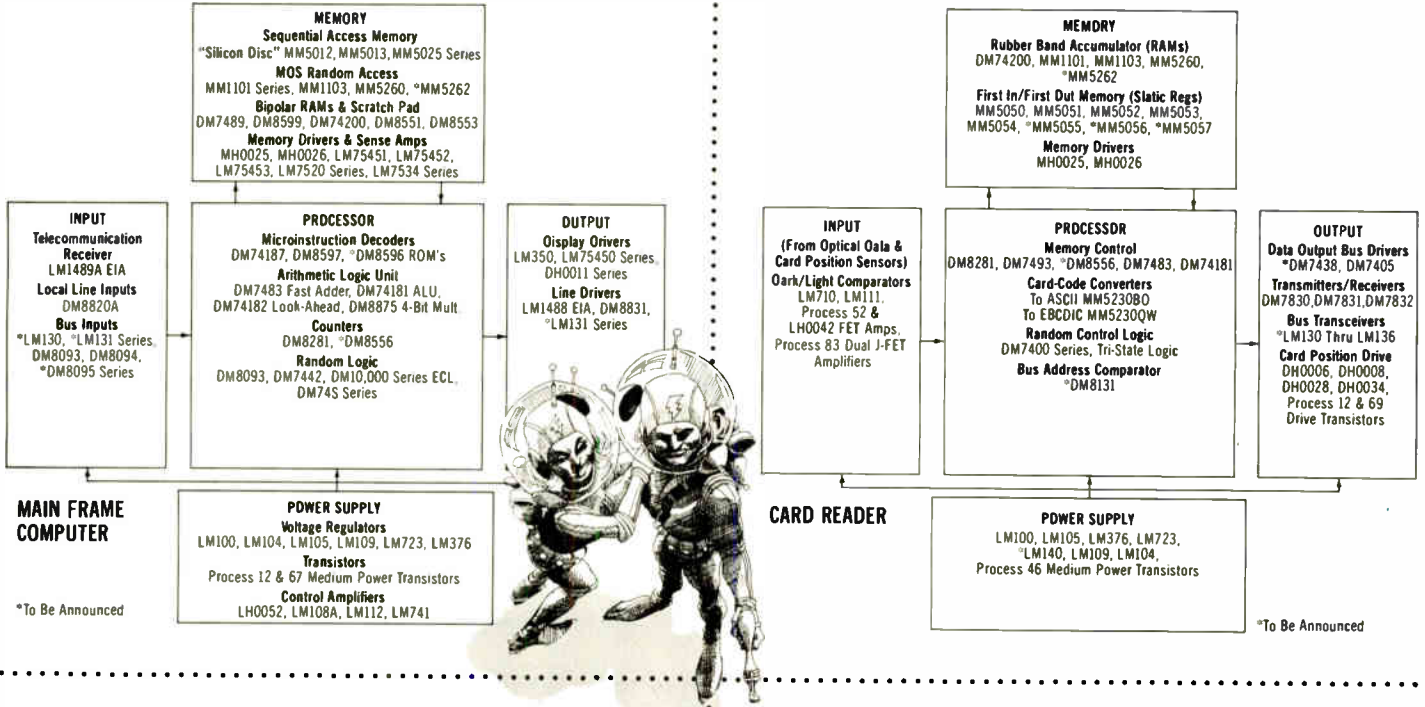 MEMORY
Sequential Access Memory
"Silicon Disc" MM5012, MM5013, MM5025 Series
MOS Random Access
MM1101 Series, MM1103, MM5260, *MM5262
Bipolar RAMs & Scratch Pad
DM7489, DM8599, DM74200, DM8551, DM8553
Memory Drivers & Sense Amps
MH0025, MH0026, LM75451, LM75452,
LM75453, LM7520 Series, LM7534 Series
INPUT
Telecommunication
Receiver
LM1489A EIA
Local Line Inputs
DM8820A
Bus Inputs
*LM130, *LM131 Series,
DM8093, DM8094,
*DM8095 Series
PROCESSOR
Microinstruction Decoders
DM74187, DM8597, *DM8596 ROM's
Arithmetic Logic Unit
DM7483 Fast Adder, DM74181 ALU,
DM74182 Look-Ahead, DM8875 4-Bit Mult
Counters
DM8281, *DM8556
Random Logic
DM8093, DM7442, DM10,000 Series ECL,
DM74S Series
OUTPUT
Display Drivers
LM350, LM75450 Series,
DH0011 Series
Line Drivers
LM1488 EIA, DM8831,
*LM131 Series
MAIN FRAME
COMPUTER
POWER SUPPLY
Voltage Regulators
LM100, LM104, LM105, LM109, LM723, LM376
Transistors
Process 12 & 67 Medium Power Transistors
Control Amplifiers
LH0052, LM108A, LM112, LM741
*To Be Announced
MEMORY
Rubber Band Accumulator (RAMs)
DM74200, MM1101, MM1103, MM5260,
*MM5262
First In/First Out Memory (Static Regs)
MM5050, MM5051, MM5052, MM5053,
MM5054, *MM5055, *MM5056, *MM5057
Memory Drivers
MH0025, MH0026
INPUT
(From Optical Data &
Card Position Sensors)
Dark/Light Comparators
LM710, LM111,
Process 52 &
LH0042 FET Amps,
Process 83 Dual J-FET
Amplifiers
PROCESSOR
Memory Control
DM8281, DM7493, *DM8556, DM7483, DM74181
Card-Code Converters
To ASCII MM5230BO
To EBCDIC MM5230QW
Random Control Logic
DM7400 Series, Tri-State Logic
Bus Address Comparator
*DM8131
OUTPUT
Data Output Bus Drivers
*DM7438, DM7405
Transmitters/Receivers
DM7830, DM7831, DM7832
Bus Transceivers
*LM130 Thru LM136
Card Position Drive
DH0006, DH0008,
DH0028, DH0034,
Process 12 & 69
Drive Transistors
CARD READER
POWER SUPPLY
LM100, LM105, LM376, LM723,
*LM140, LM109, LM104,
Process 46 Medium Power Transistors
*To Be Announced